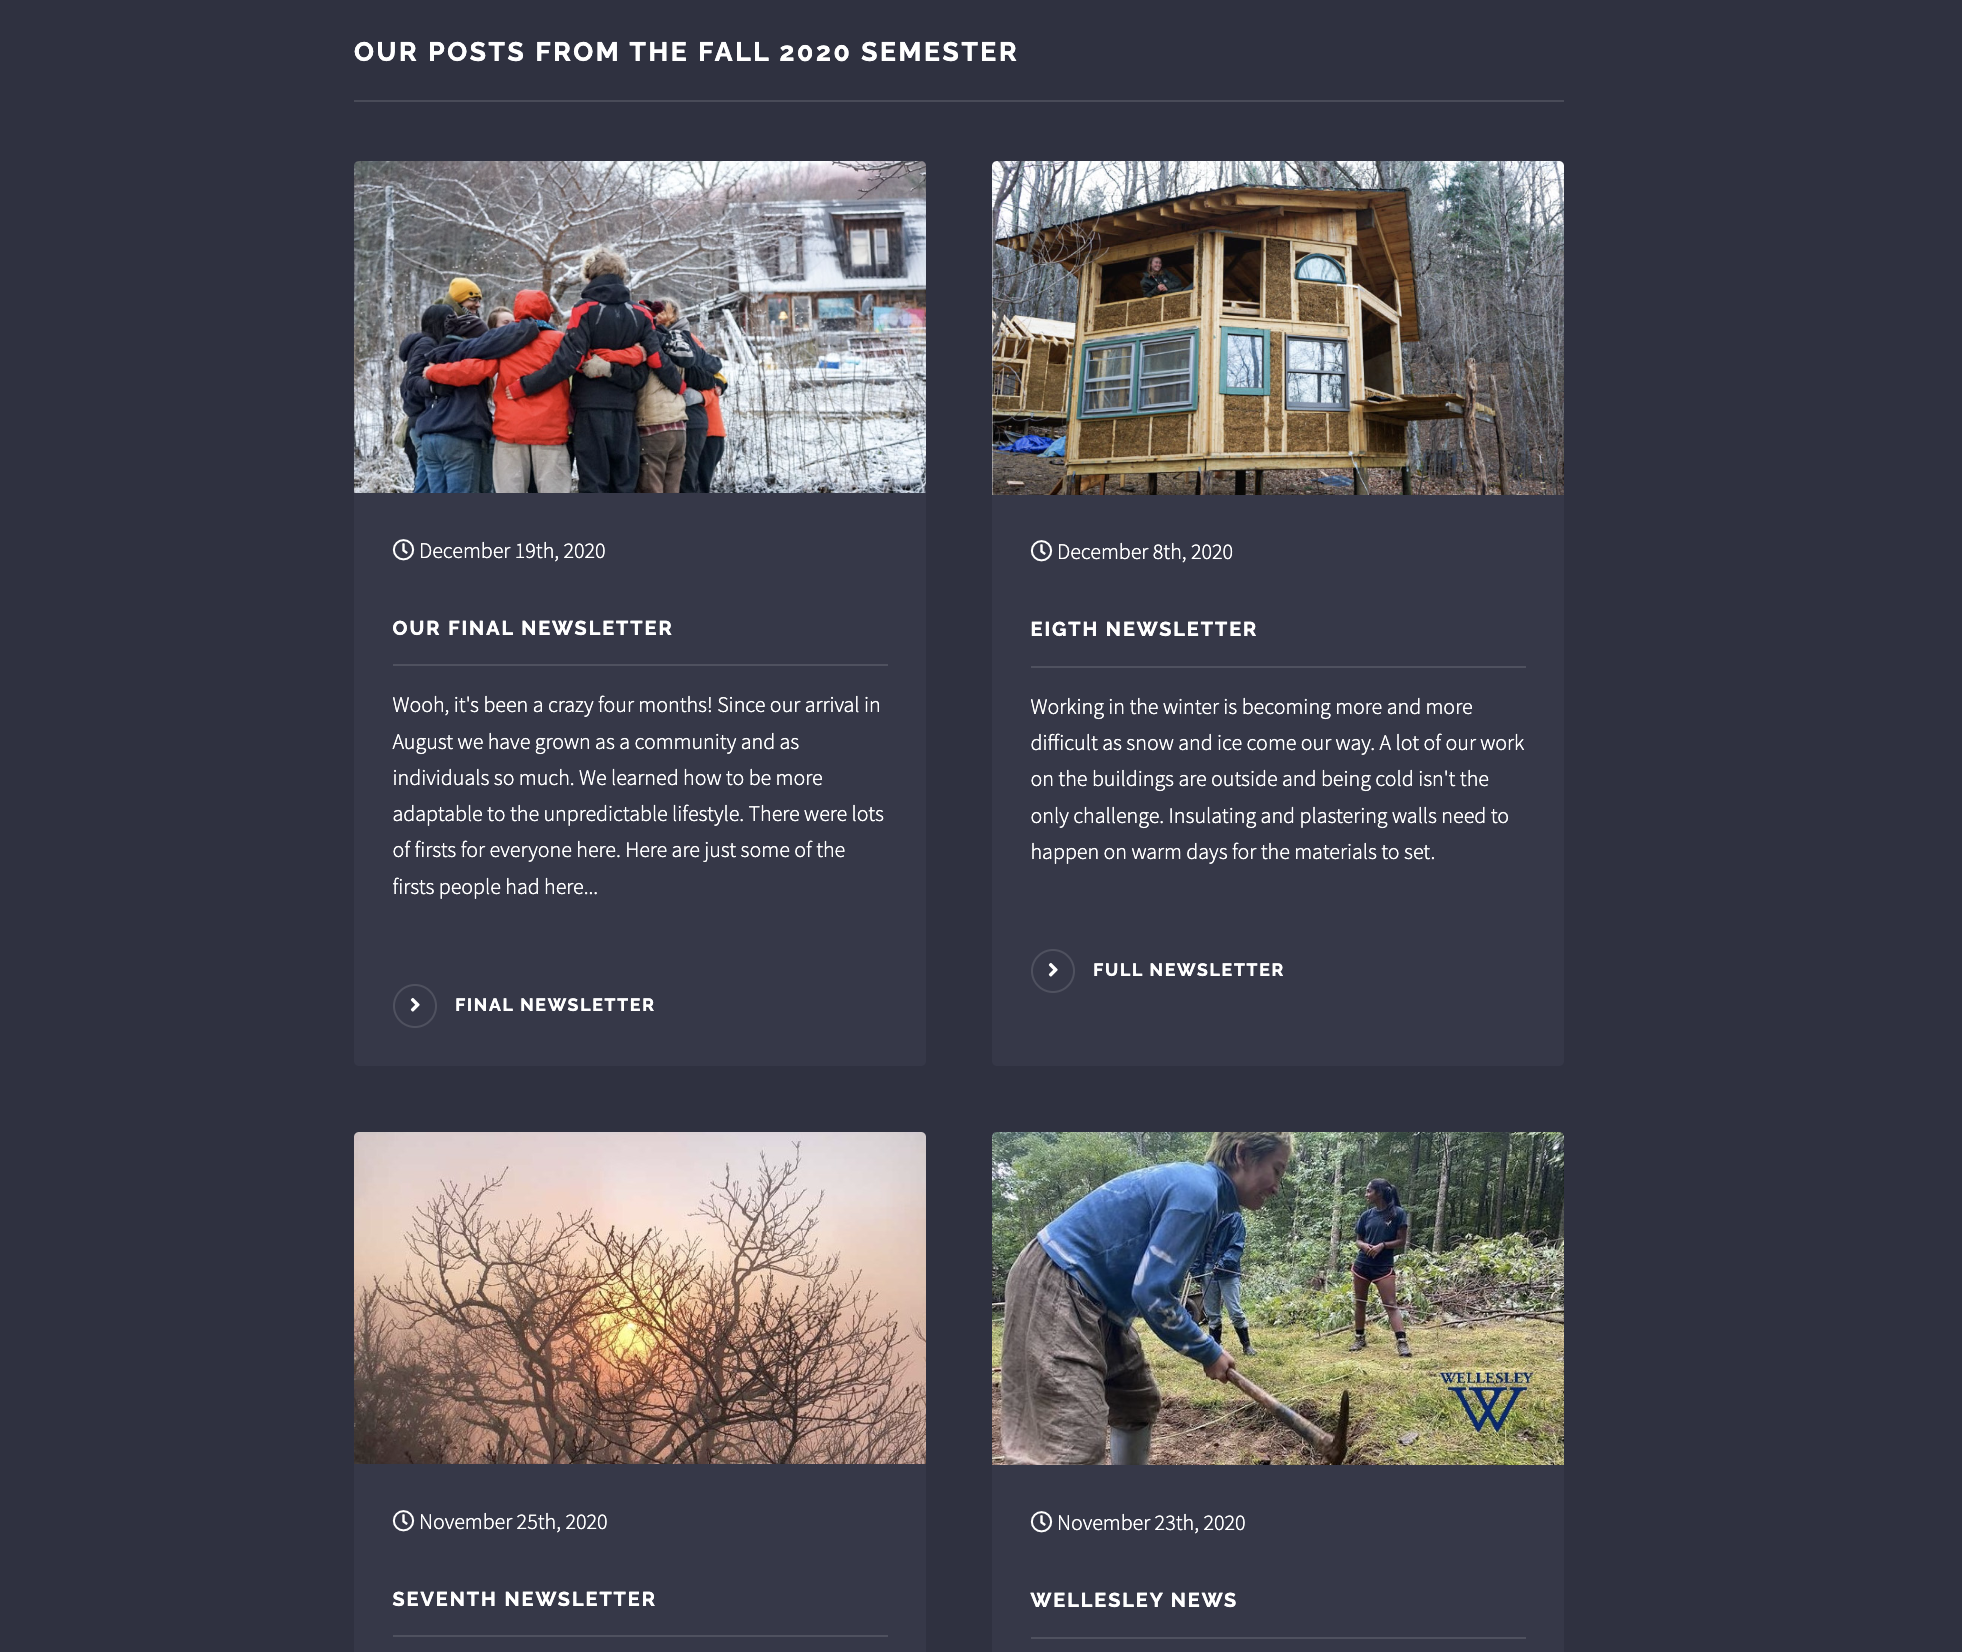 OUR POSTS FROM THE FALL 2020 SEMESTER
December 19th, 2020
OUR FINAL NEWSLETTER
Wooh, it's been a crazy four months! Since our arrival in
August we have grown as a community and as
individuals so much. We learned how to be more
adaptable to the unpredictable lifestyle. There were lots
of firsts for everyone here. Here are just some of the
firsts people had here...
FINAL NEWSLETTER
December 8th, 2020
EIGTH NEWSLETTER
Working in the winter is becoming more and more
difficult as snow and ice come our way. A lot of our work
on the buildings are outside and being cold isn't the
only challenge. Insulating and plastering walls need to
happen on warm days for the materials to set.
FULL NEWSLETTER
November 25th, 2020
SEVENTH NEWSLETTER
WELLESLEY
W
November 23th, 2020
WELLESLEY NEWS